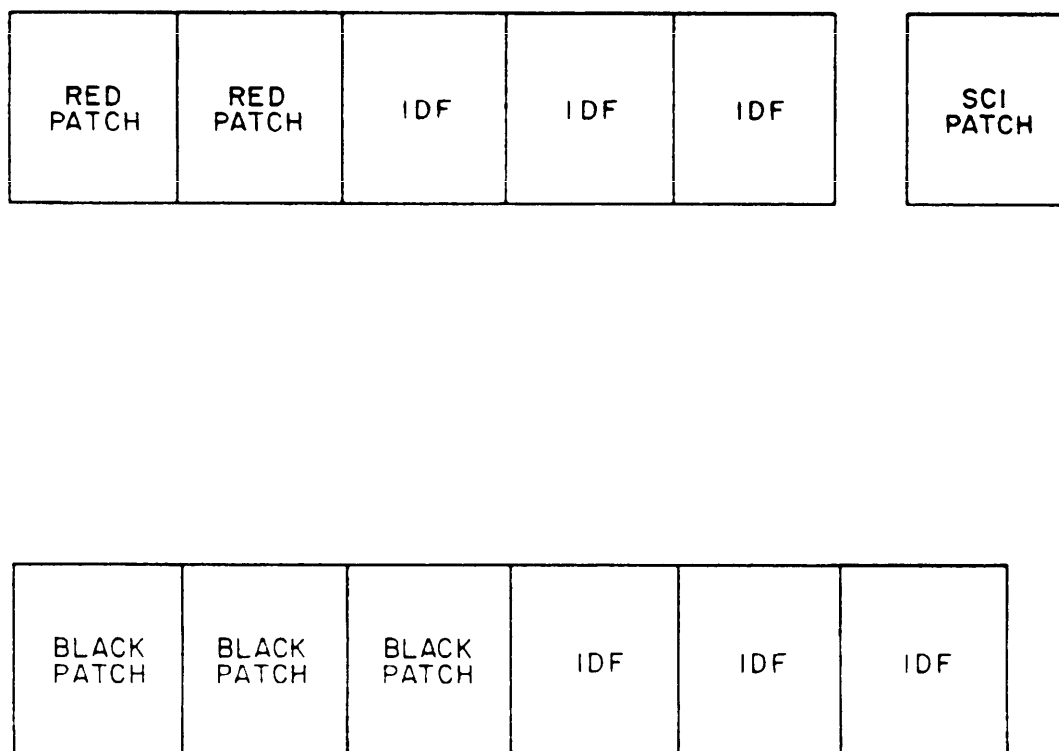 RED
PATCH
RED
PATCH
IDF
IDF
IDF
SCI
PATCH
BLACK
PATCH
BLACK
PATCH
BLACK
PATCH
IDF
IDF
IDF